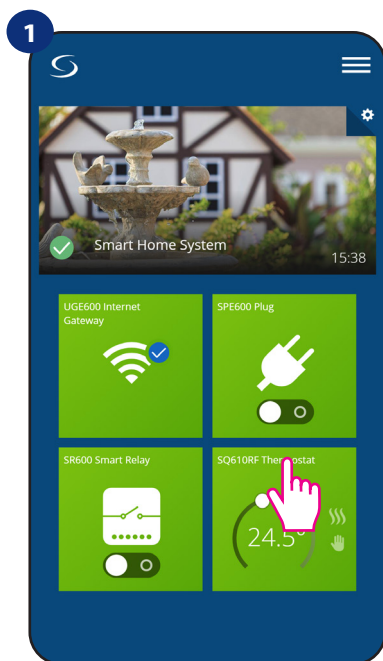 1
Smart Home System
15:38
UGE600 Internet
Gateway
SPE600 Plug
SR600 Smart Relay
SQ610RF Thermostat
24.5°